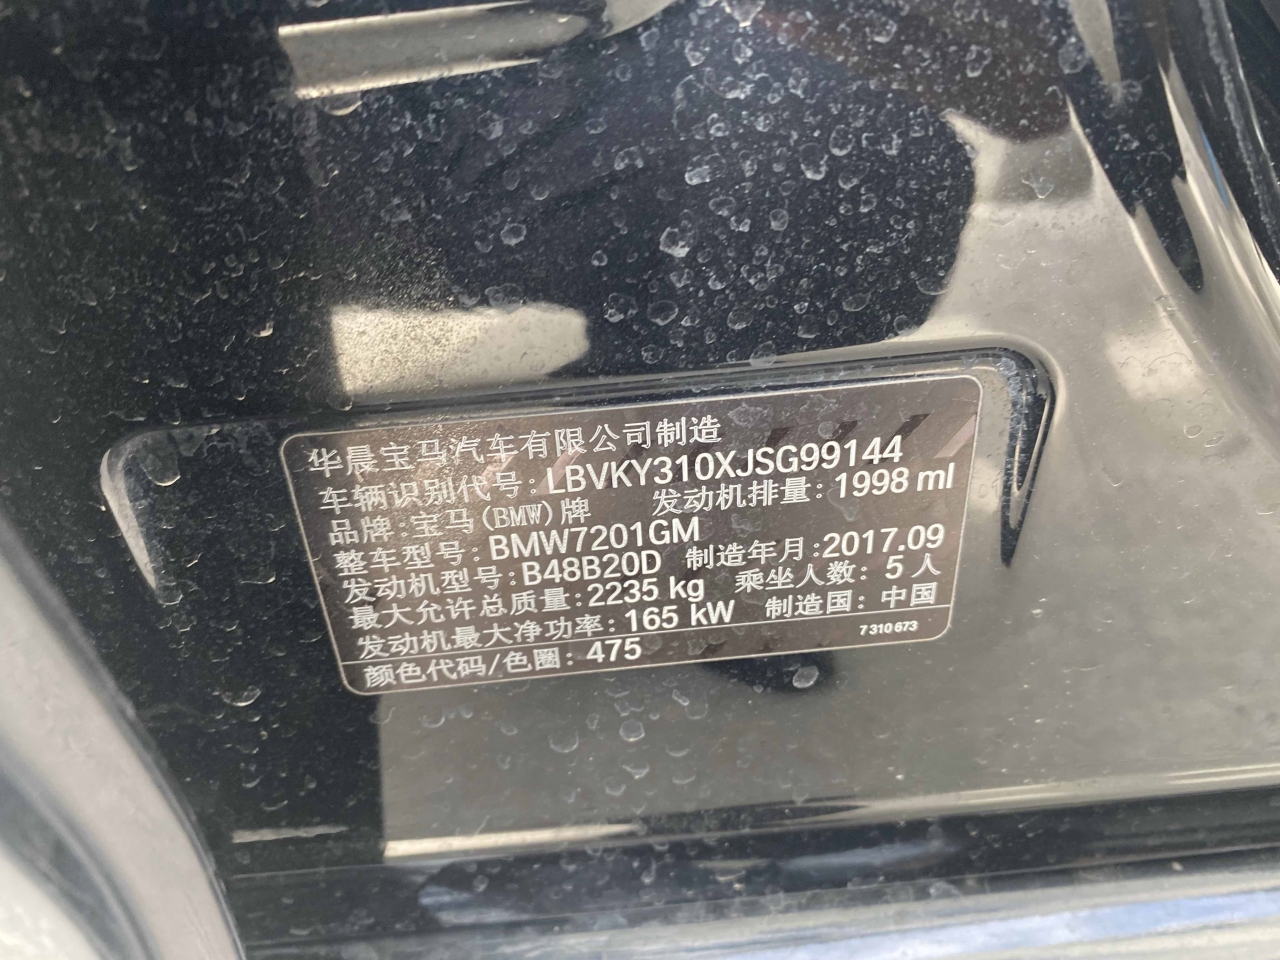 华晨宝马汽车有限公司制造
车辆识别代号: LBVKY310XJSG99144
品牌: 宝马(BMW)牌 发动机排量: 1998 ml
整车型号: BMW7201GM
发动机型号: B48B20D 制造年月: 2017.09
最大允许总质量: 2235 kg 乘坐人数: 5 人
发动机最大净功率: 165 kW 制造国: 中国
颜色代码/色圈: 475 7 310 673